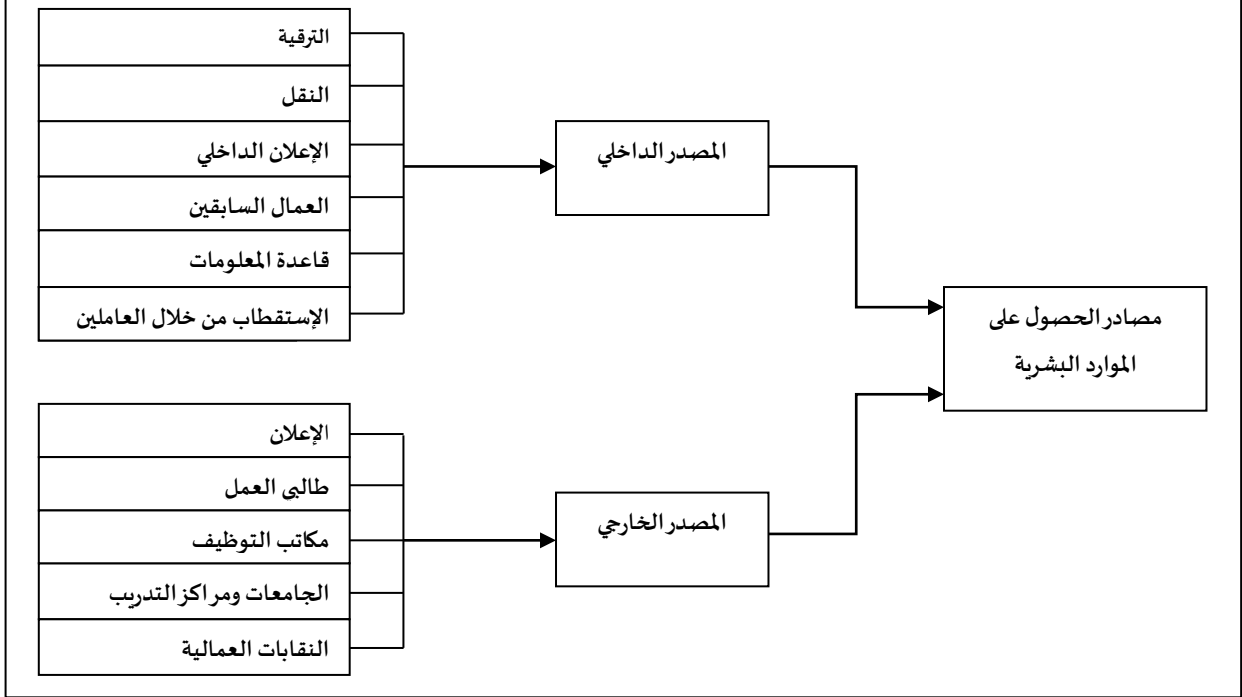 الترقية
النقل
الإعلان الداخلي
العمال السابقين
قاعدة المعلومات
الإستقطاب من خلال العاملين
المصدر الداخلي
مصادر الحصول على
الموارد البشرية
الإعلان
طالبي العمل
مكاتب التوظيف
الجامعات ومراكز التدريب
النقابات العمالية
المصدر الخارجي